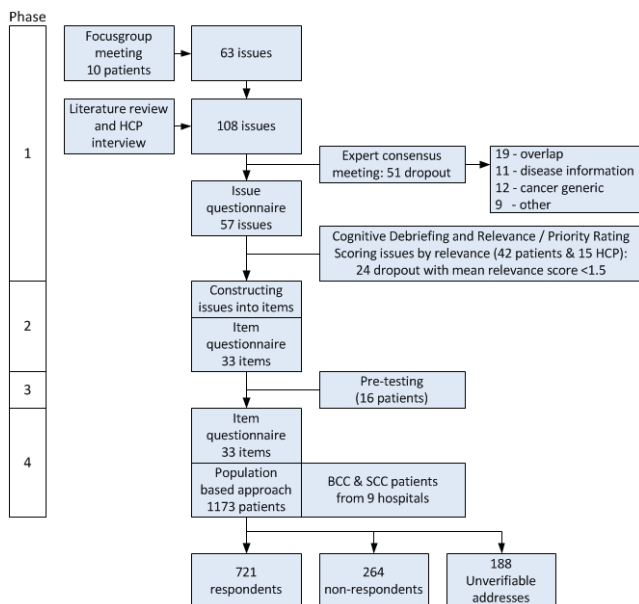 Phase
Focusgroup
meeting
10 patients
63 issues
Literature review
and HCP
interview
108 issues
1
Expert consensus
meeting: 51 dropout
19 - overlap
11 - disease information
12 - cancer generic
9 - other
Issue
questionnaire
57 issues
Cognitive Debriefing and Relevance / Priority Rating
Scoring issues by relevance (42 patients & 15 HCP):
24 dropout with mean relevance score <1.5
2
Constructing
issues into items
Item
questionnaire
33 items
3
Pre-testing
(16 patients)
4
Item
questionnaire
33 items
Population
based approach
1173 patients
BCC & SCC patients
from 9 hospitals
721
respondents
264
non-respondents
188
Unverifiable
addresses